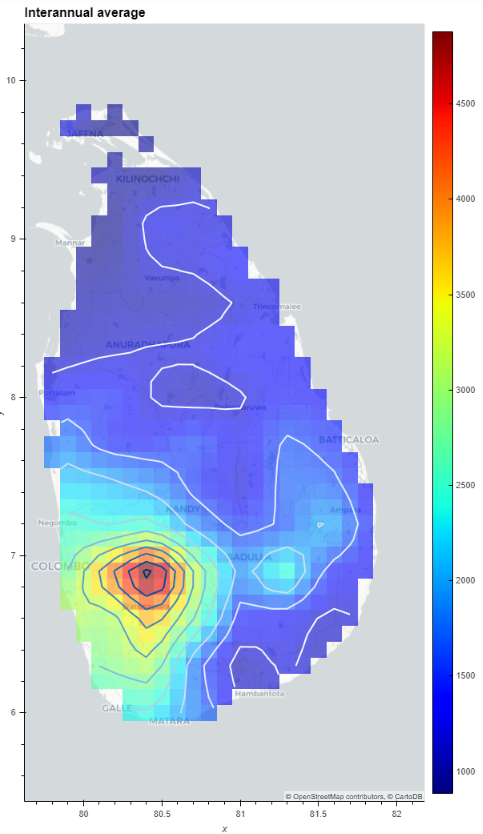 Interannual average
10
9
8
7
6
JAFFNA
KILINOCHCHI
Mannar
Vavuniya
Trincomalee
ANURADHAPURA
Puttalam
BATTICALOA
KANDY
Ampara
Negombo
COLOMBO
BADULLA
Ratnapura
Hambantota
GALLE
MATARA
4500
4000
3500
3000
2500
2000
1500
1000
© OpenStreetMap contributors, © CartoDB
80
80.5
81
81.5
82
x